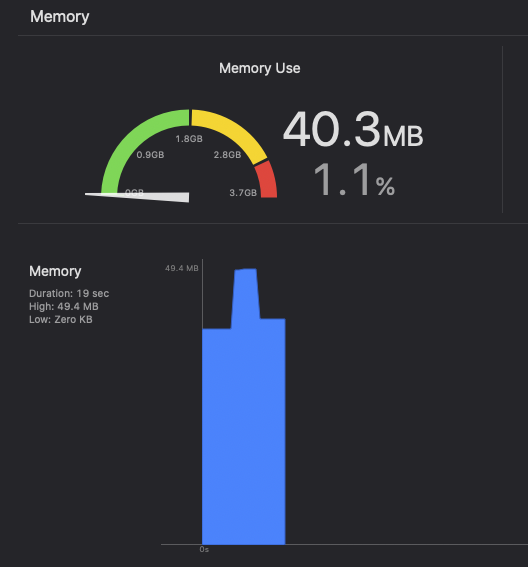 Memory
Memory Use
0GB
0.9GB
1.8GB
2.8GB
3.7GB
40.3MB
1.1%
Memory
Duration: 19 sec
High: 49.4 MB
Low: Zero KB
49.4 MB
0s